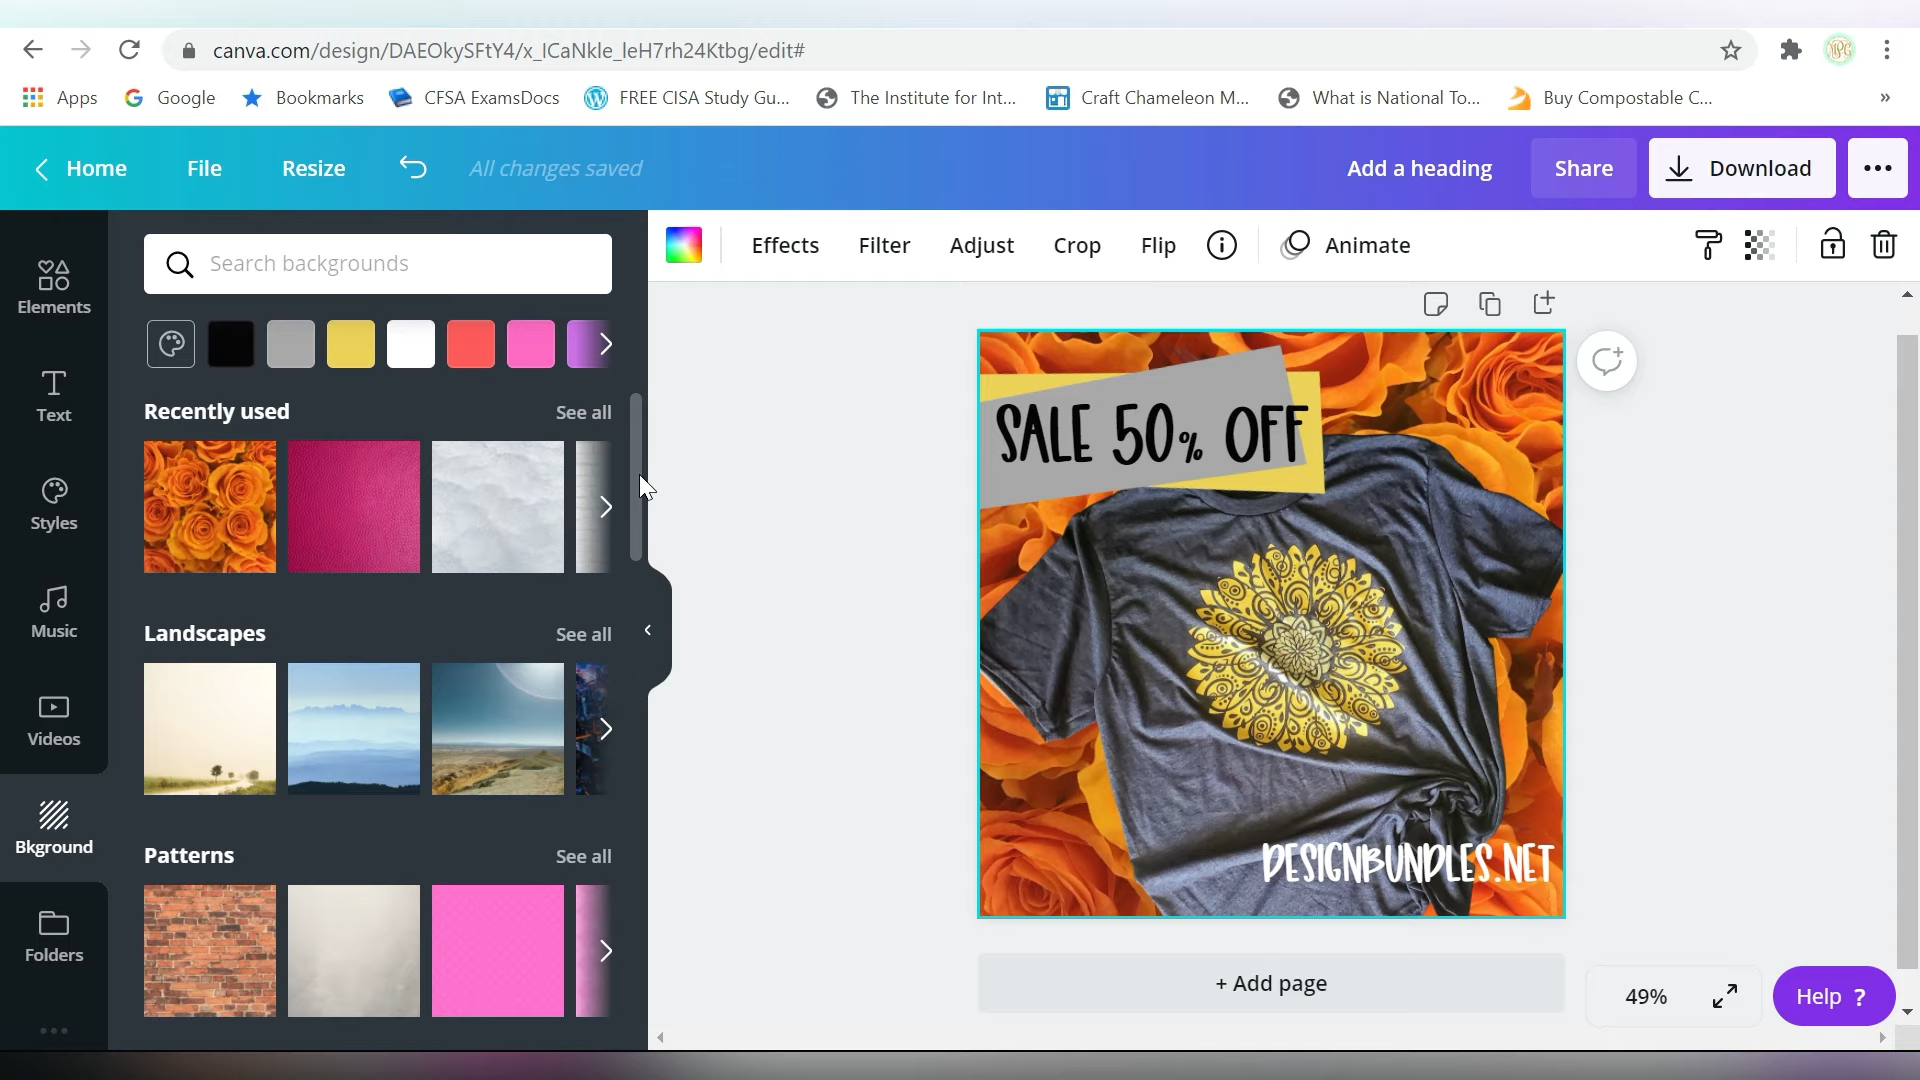 canva.com/design/DAEOkySFtY4/x_ICaNkle_leH7rh24Ktbg/edit#
Apps
Google
Bookmarks
CFSA ExamsDocs
FREE CISA Study Gu...
The Institute for Int...
Craft Chameleon M...
What is National To...
Buy Compostable C...
»
Home
File
Resize
All changes saved
Add a heading
Share
Download
Elements
Text
Styles
Music
Videos
Bkground
Folders
Search backgrounds
Recently used
See all
Landscapes
See all
Patterns
See all
Effects
Filter
Adjust
Crop
Flip
Animate
SALE 50% OFF
DESIGNBUNDLES.NET
+ Add page
49%
Help ?